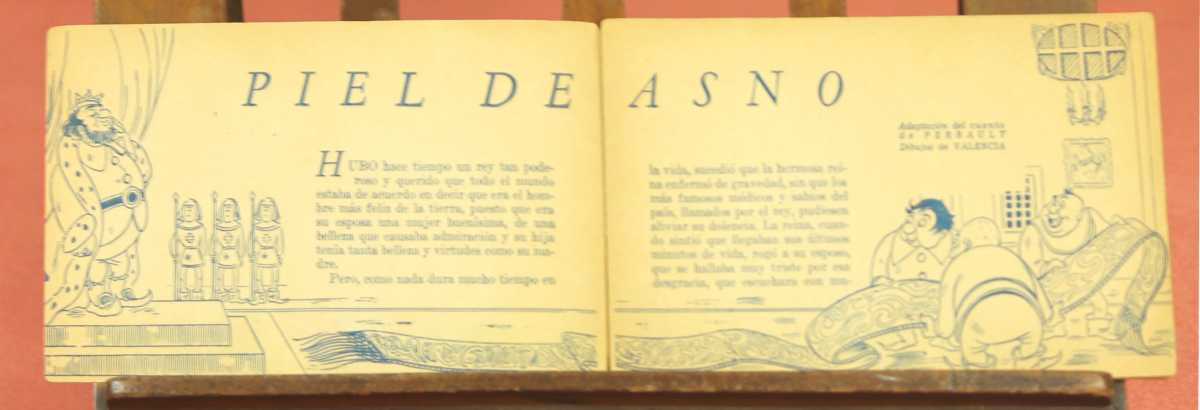 PIEL DE ASNO
Adaptación del cuento
de PERRAULT
Dibujos de VALENCIA
HUBO hace tiempo un rey tan pode-
roso y querido que todo el mundo
estaba de acuerdo en decir que era el hom-
bre más feliz de la tierra, puesto que era
su esposa una mujer buenísima, de una
belleza que causaba admiración y su hija
tenía tanta belleza y virtudes como su ma-
dre.
Pero, como nada dura mucho tiempo en
la vida, sucedió que la hermosa rei-
na enfermó de gravedad, sin que los
más famosos médicos y sabios del
país, llamados por el rey, pudiesen
aliviar su dolencia. La reina, cuan-
do sintió que llegaban sus últimos
minutos de vida, rogó a su esposo,
que se hallaba muy triste por esa
desgracia, que escuchara con